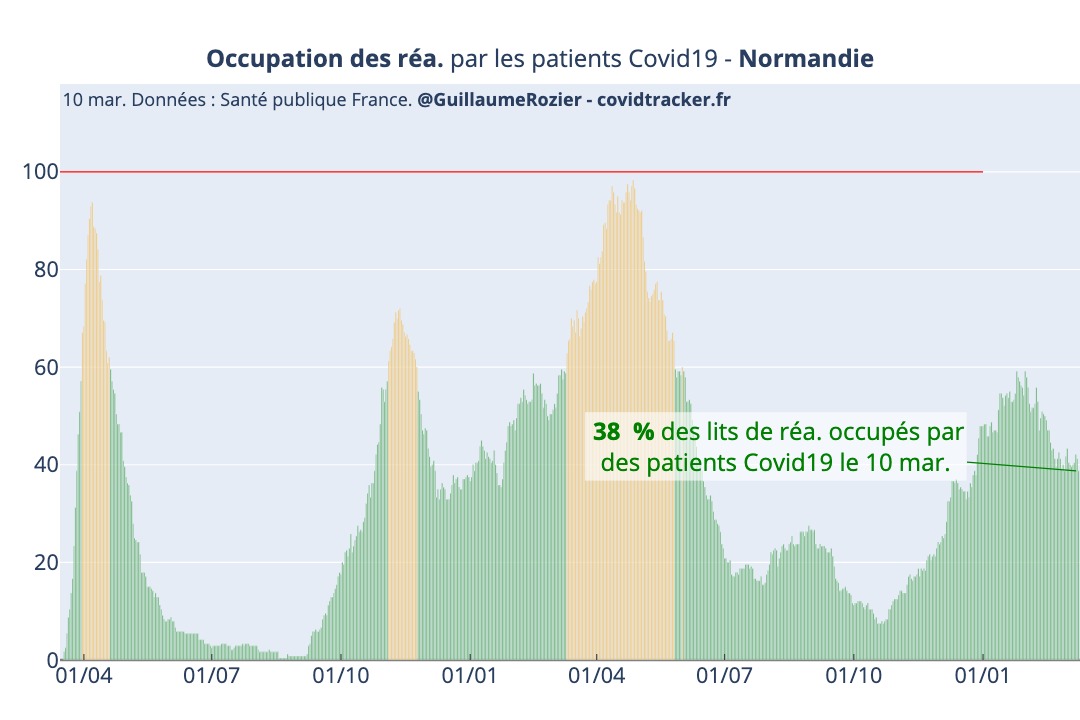 Occupation des réa. par les patients Covid19 - Normandie
10 mar. Données : Santé publique France. @GuillaumeRozier - covidtracker.fr
100
80
60
38 % des lits de réa. occupés par
des patients Covid19 le 10 mar.
40
20
0
01/04 01/07 01/10 01/01 01/04 01/07 01/10 01/01